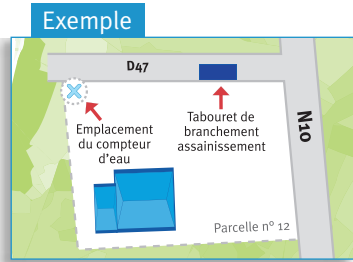 Exemple
D47
N10
Emplacement
du compteur
d'eau
Tabouret de
branchement
assainissement
Parcelle n° 12